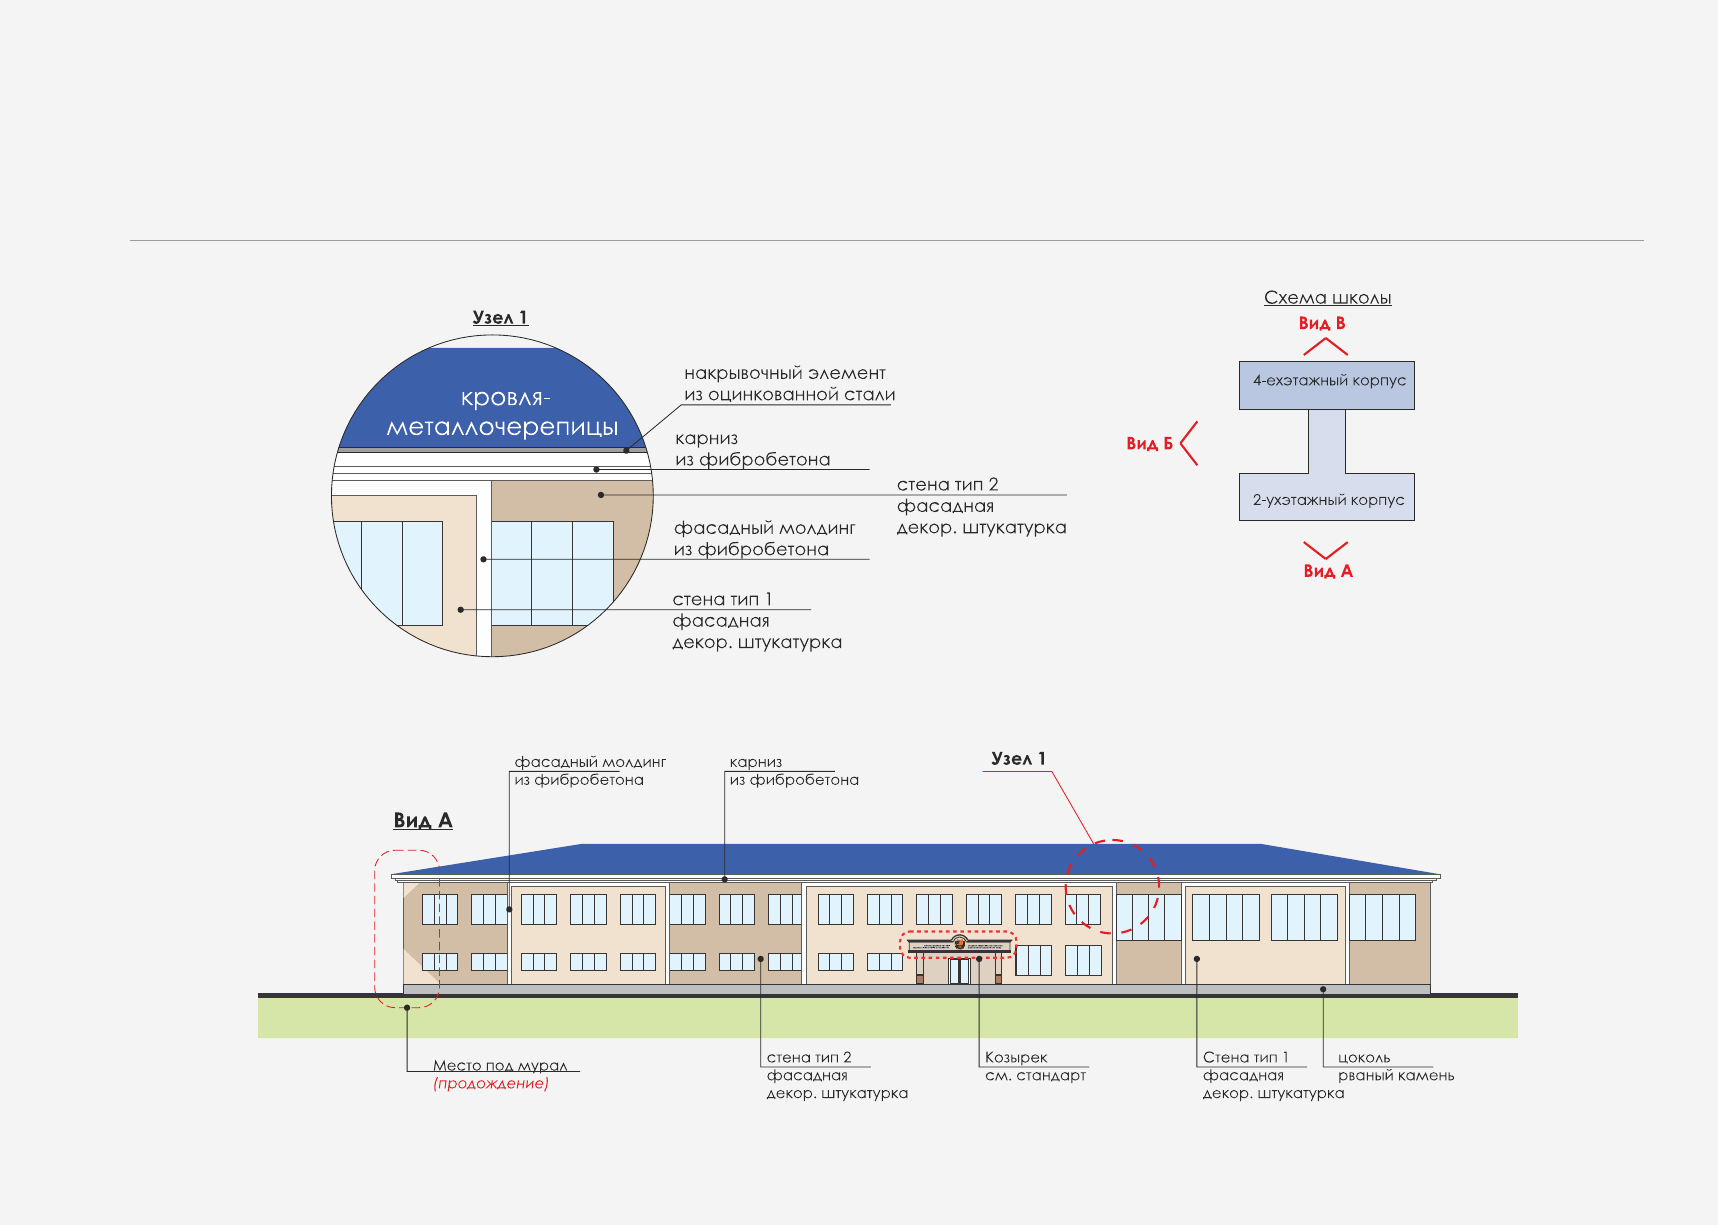 Узел 1
кровля-
металлочерепицы
накрывочный элемент
из оцинкованной стали
карниз
из фибробетона
стена тип 2
фасадная
декор. штукатурка
фасадный молдинг
из фибробетона
стена тип 1
фасадная
декор. штукатурка
Схема школы
Вид В
4-ехэтажный корпус
Вид Б
2-ухэтажный корпус
Вид А
фасадный молдинг
из фибробетона
карниз
из фибробетона
Узел 1
Вид А
Место под мурал
(продождение)
стена тип 2
фасадная
декор. штукатурка
Козырек
см. стандарт
Стена тип 1
фасадная
декор. штукатурка
цоколь
рваный камень